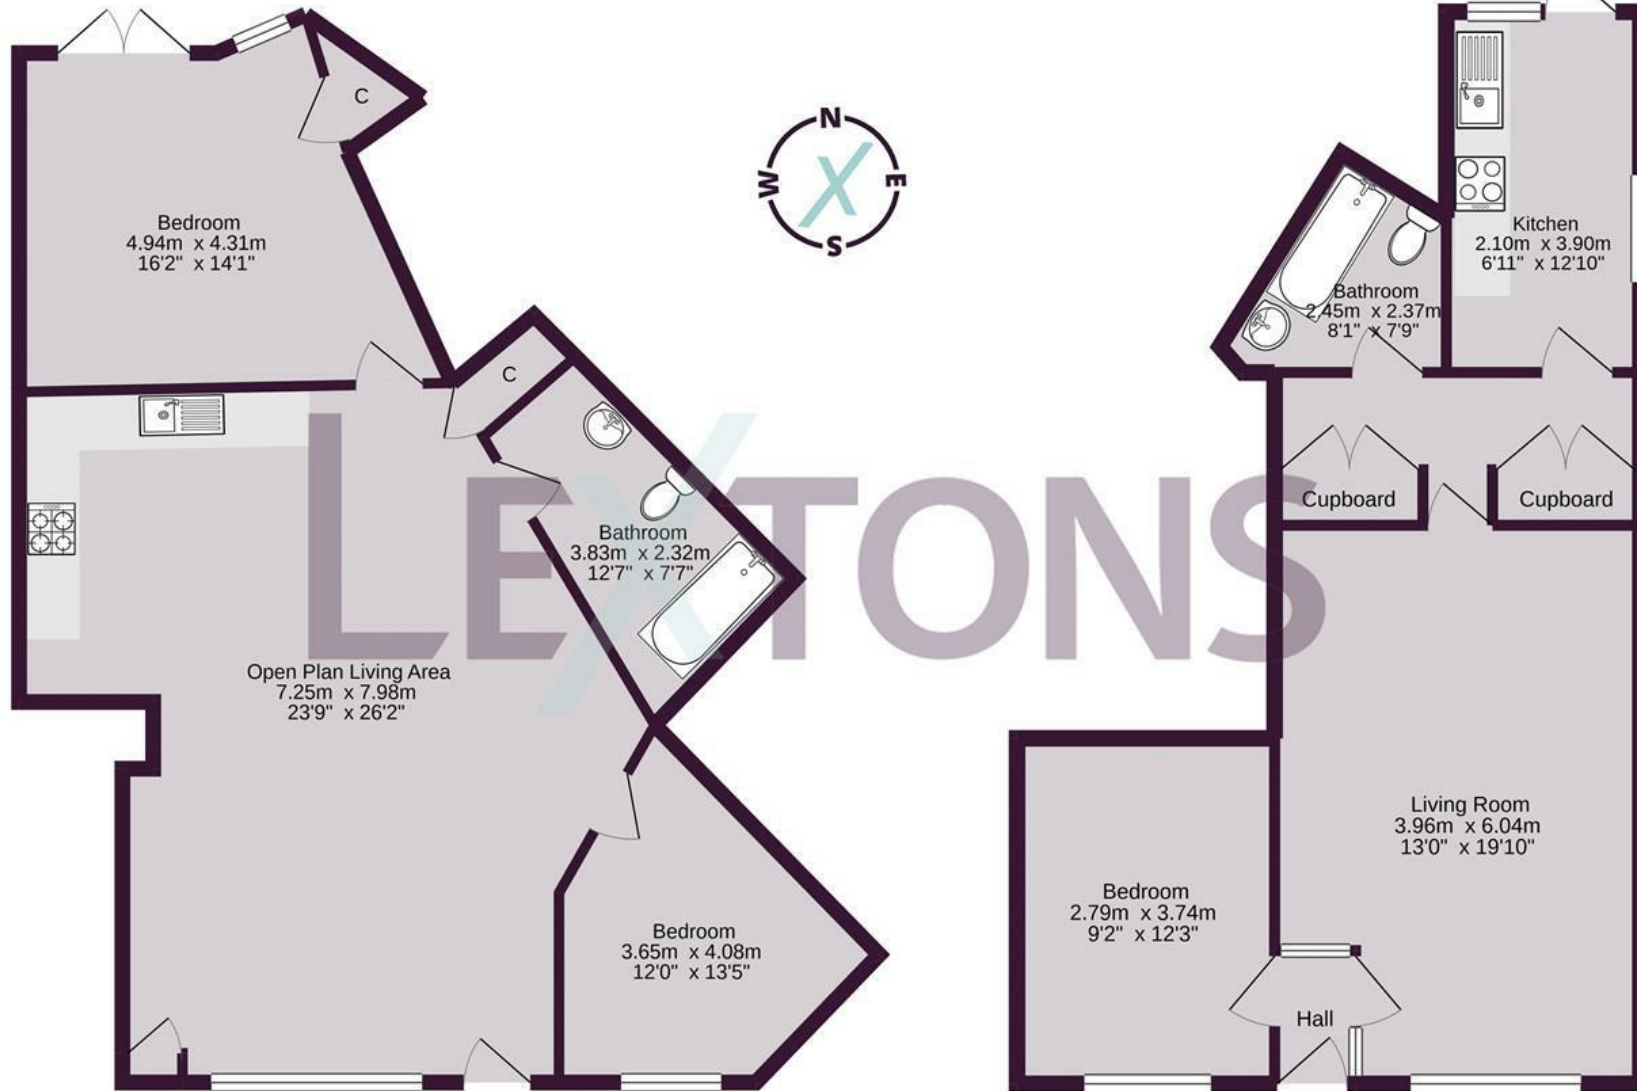 C
Bedroom
4.94m x 4.31m
16'2" x 14'1"
N
W
E
S
Kitchen
2.10m x 3.90m
6'11" x 12'10"
Bathroom
2.45m x 2.37m
8'1" x 7'9"
C
Cupboard
Cupboard
LEXTONS
Bathroom
3.83m x 2.32m
12'7" x 7'7"
Open Plan Living Area
7.25m x 7.98m
23'9" x 26'2"
Living Room
3.96m x 6.04m
13'0" x 19'10"
Bedroom
2.79m x 3.74m
9'2" x 12'3"
Bedroom
3.65m x 4.08m
12'0" x 13'5"
Hall